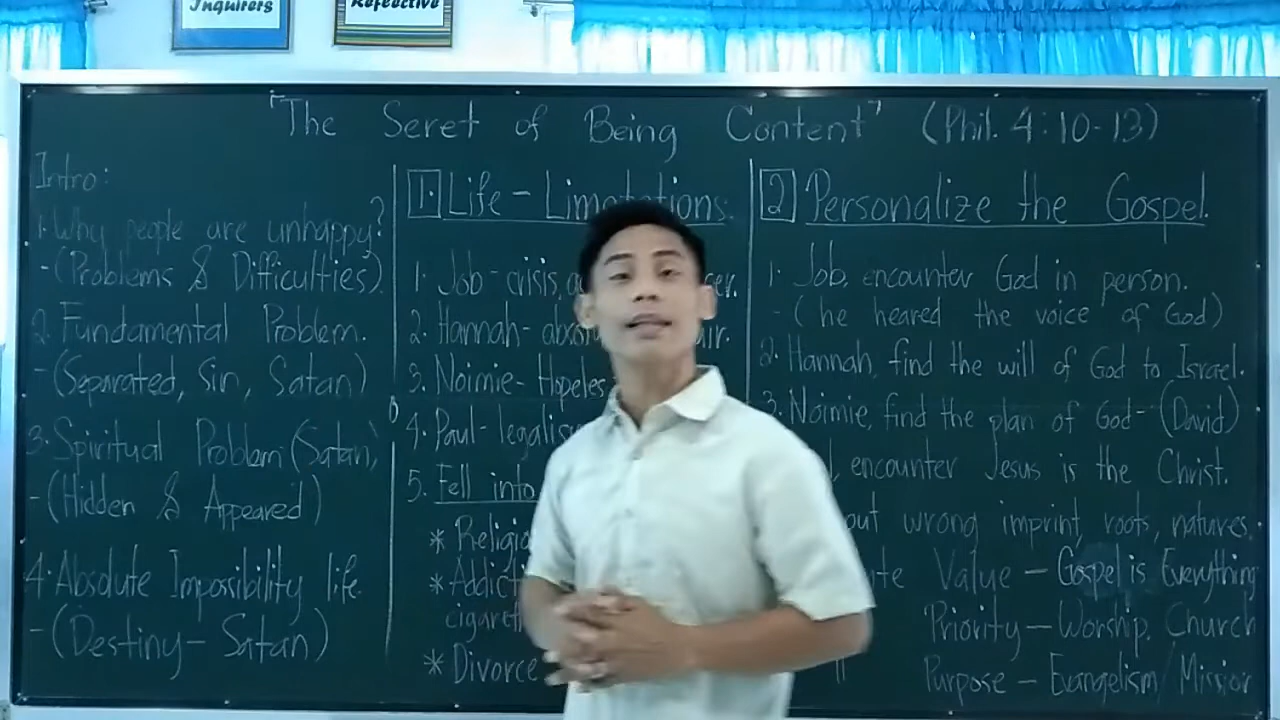 Inquirers
Reflective
"The Seret of Being Content" (Phil. 4:10-13)
Intro:
1. Why people are unhappy?
-(Problems & Difficulties)
2. Fundamental Problem.
-(Separated, Sin, Satan)
3. Spiritual Problem (Satan)
-(Hidden & Appeared)
4. Absolute Impossibility life.
-(Destiny- Satan)
1. Life - Limatations.
1. Job - crisis,
2. Hannah -
3. Noimie - Hopeles
4. Paul - legalism
5. Fell into
* Religio
* Addict
cigarett
* Divorce
2 Personalize the Gospel.
1. Job, encounter God in person.
- (he heared the voice of God)
2. Hannah, find the will of God to Israel.
3. Noimie, find the plan of God- (David)
encounter Jesus is the Christ.
out wrong imprint, roots, natures.
Value - Gospel is Everything
Priority - Worship, Church
" Purpose - Evangelism/Mission